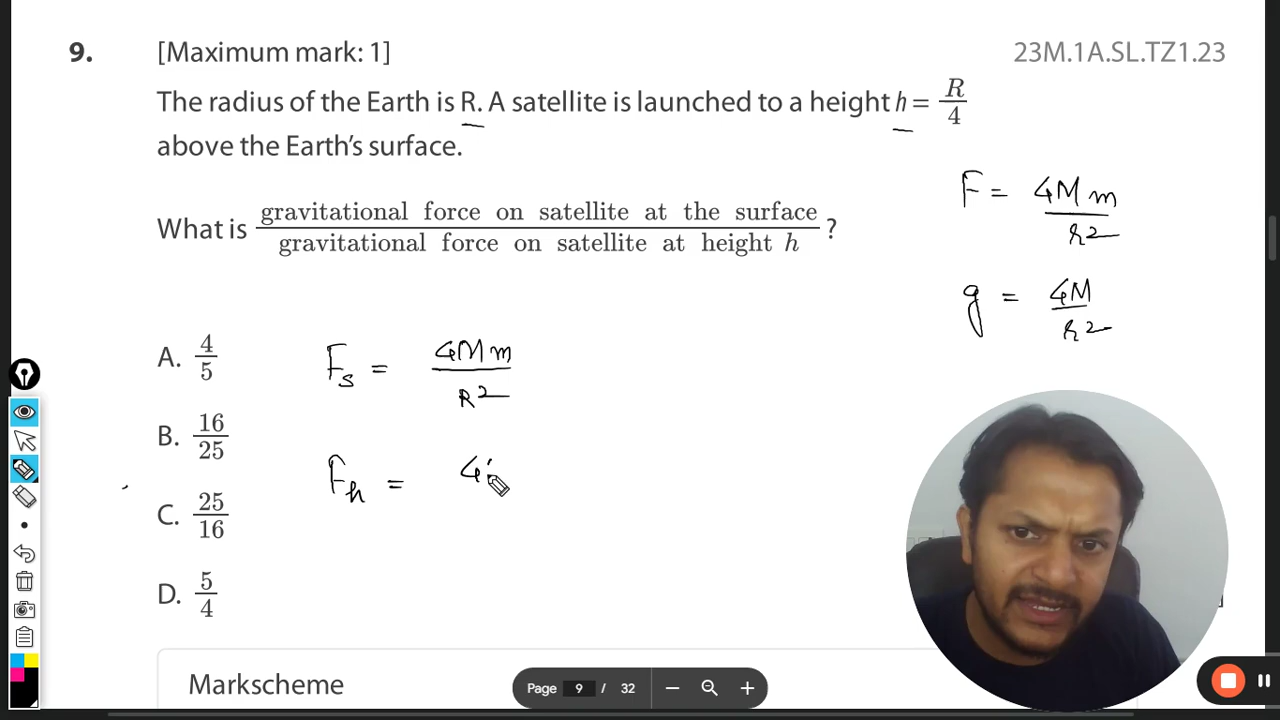 9. [Maximum mark: 1] 23M.1A.SL.TZ1.23
The radius of the Earth is R. A satellite is launched to a height h = R/4
above the Earth's surface.
What is gravitational force on satellite at the surface / gravitational force on satellite at height h ?
F = GMm/r²
g = GM/r²
A. 4/5
F_s = GMm/R²
B. 16/25
F_h = G
C. 25/16
D. 5/4
Markscheme
Page 9 / 32